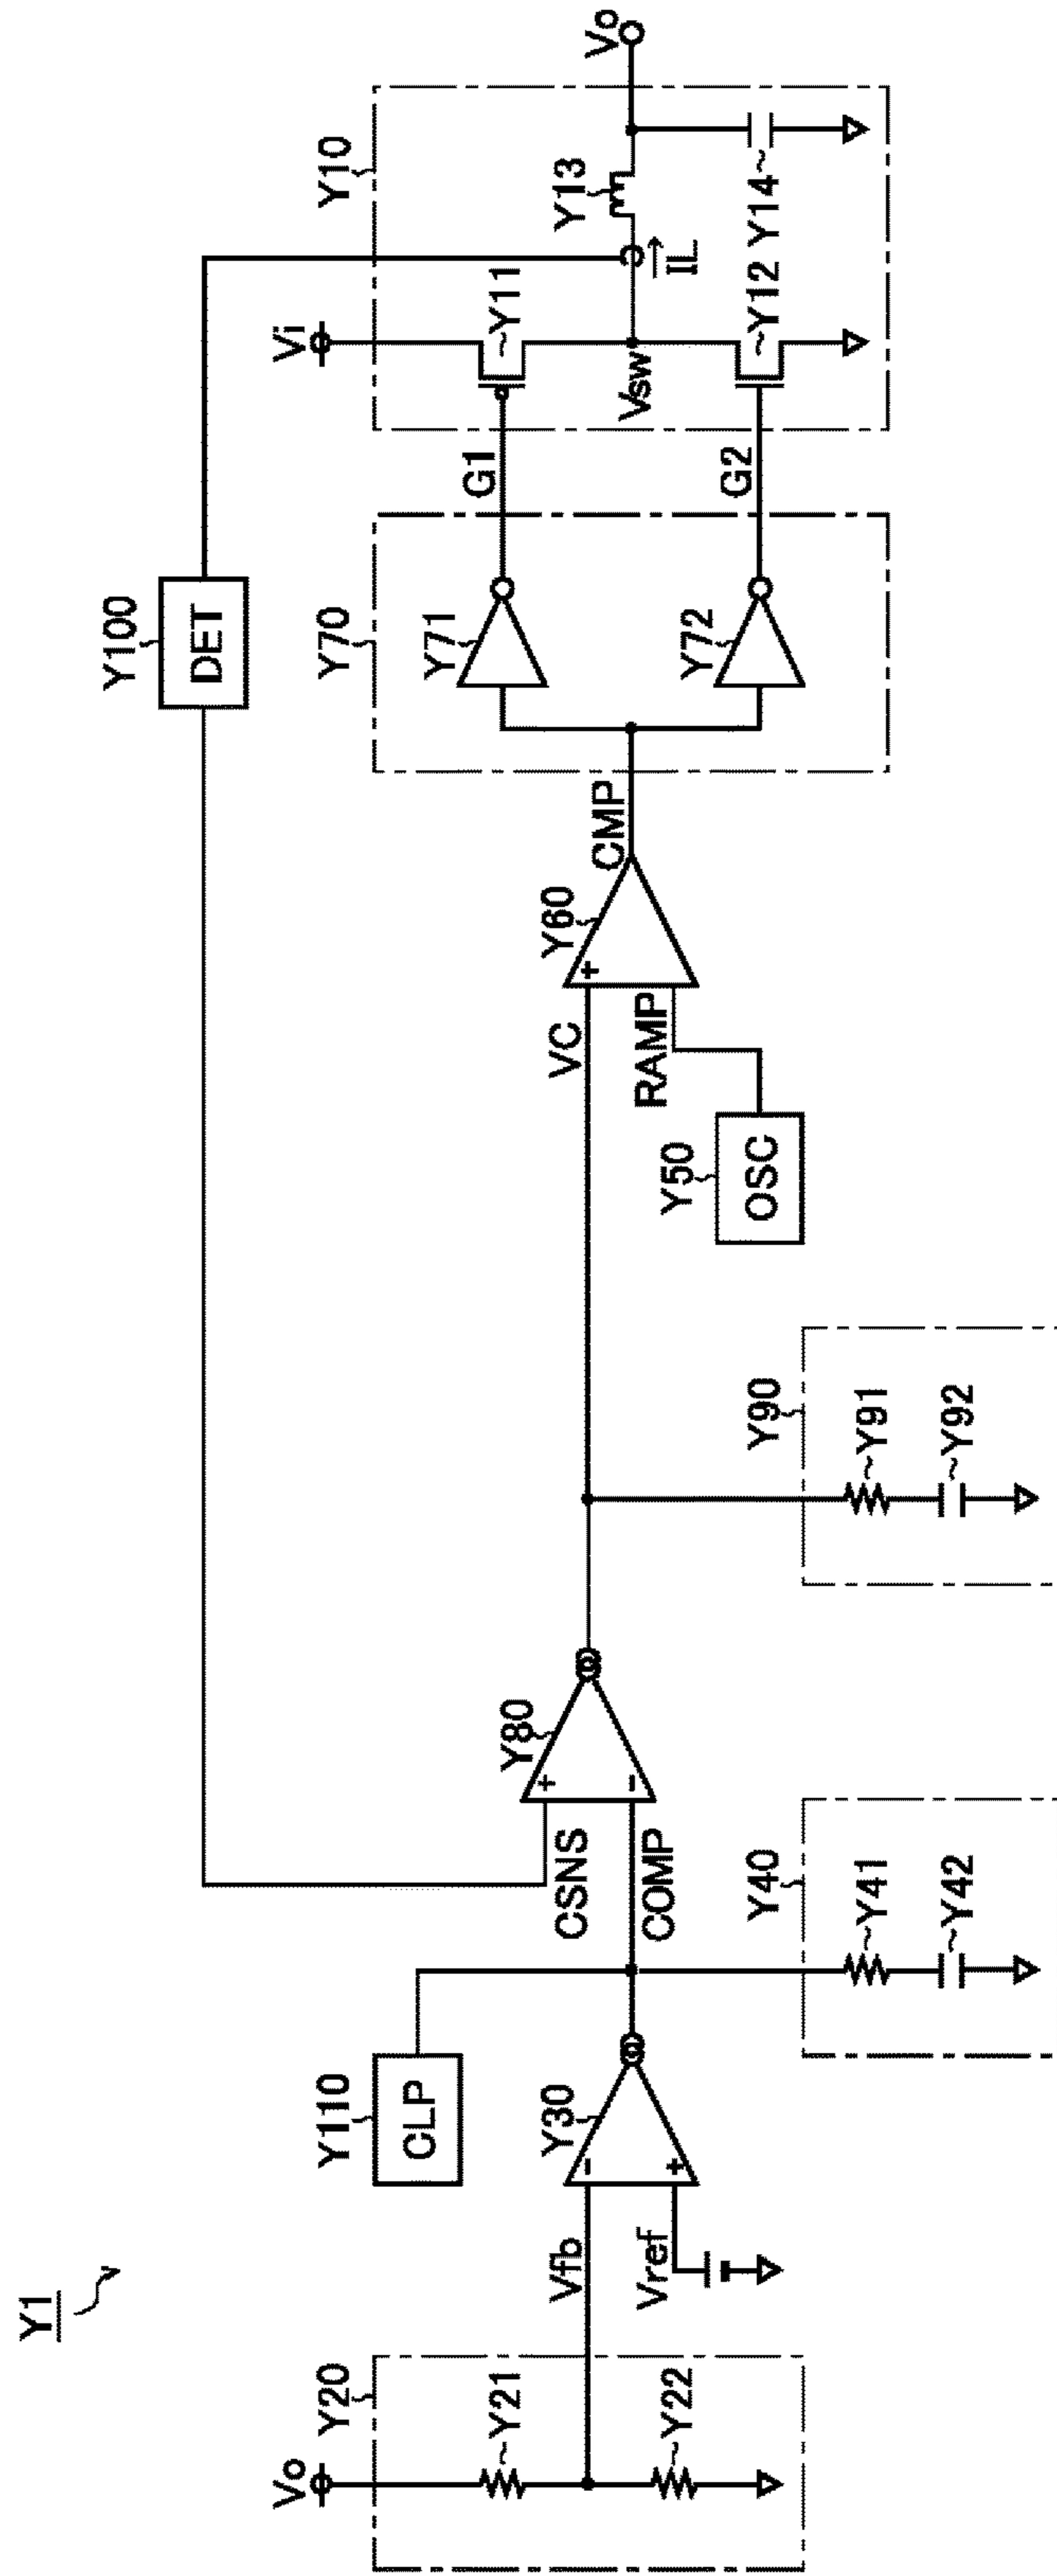 Y1
Vo
Y20
Y21
Y22
Vfb
Vref
-
+
Y30
Y110
CLP
COMP
CSNS
Y40
Y41
Y42
+
-
Y80
Y90
Y91
Y92
VC
RAMP
Y50
OSC
+
Y60
CMP
Y100
DET
Y70
Y71
Y72
G1
G2
Vi
Y10
Y11
Vsw
Y12
IL
Y13
Y14
Vo